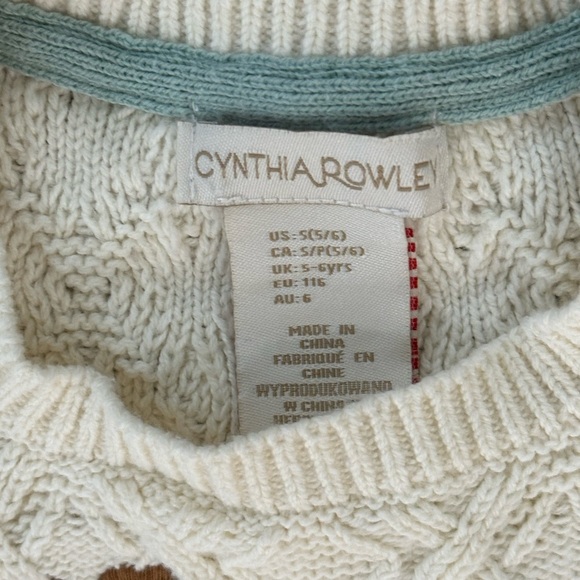 CYNTHIA ROWLEY
US: S(5/6)
CA: S/P(5/6)
UK: 5-6yrs
EU: 116
AU: 6
MADE IN
CHINA
FABRIQUÉ EN
CHINE
WYPRODUKOWANO
W CHINA